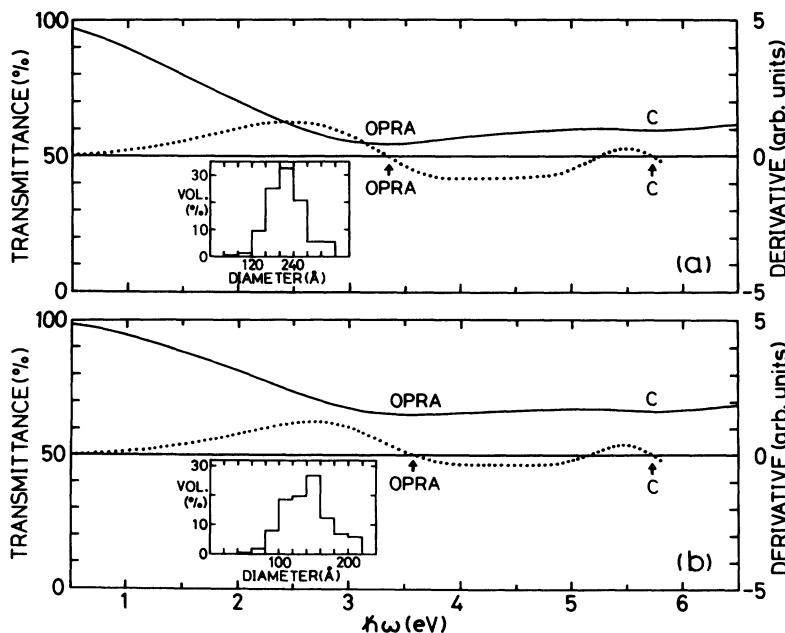 100
TRANSMITTANCE (%)
50
0
5
DERIVATIVE (arb. units)
0
-5
OPRA
C
OPRA
C
(a)
30
VOL.
(%)
10
0
120 240
DIAMETER (Å)
100
TRANSMITTANCE (%)
50
0
5
DERIVATIVE (arb. units)
0
-5
OPRA
C
OPRA
C
(b)
30
VOL.
(%)
10
0
100 200
DIAMETER (Å)
1 2 3 4 5 6
ℏω (eV)